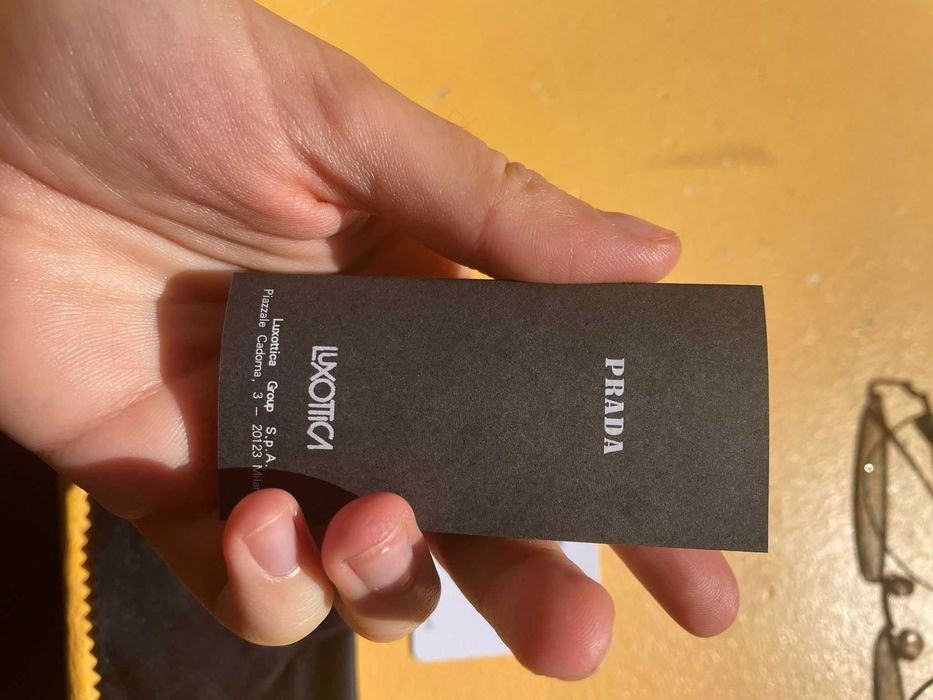 PRADA
LUXOTTICA
Luxottica Group S.p.A.
Piazzale Cadorna, 3 – 20123